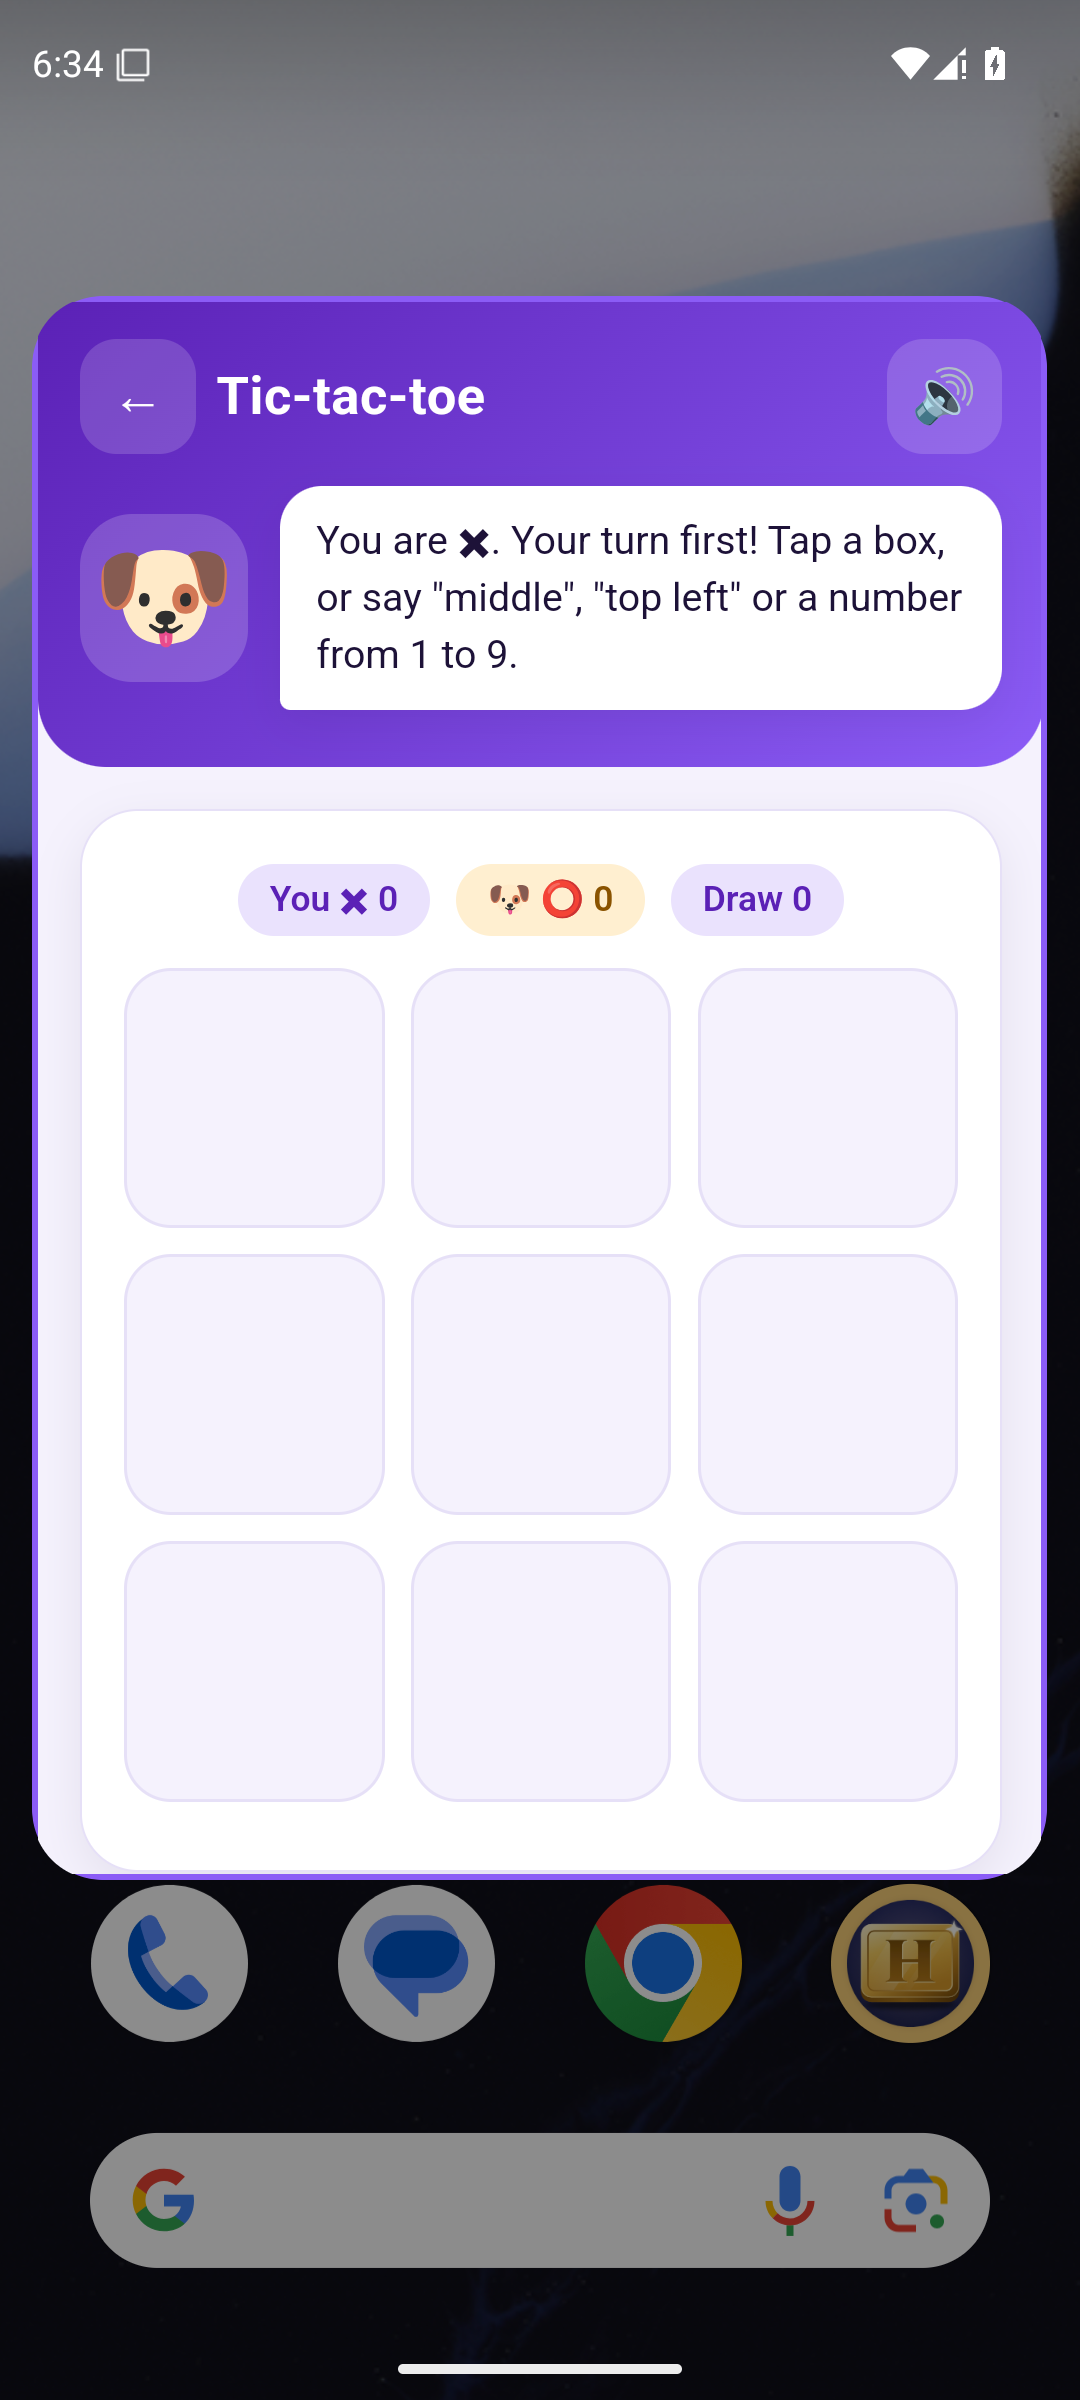 6:34
← Tic-tac-toe
You are ✖. Your turn first! Tap a box,
or say "middle", "top left" or a number
from 1 to 9.
You ✖ 0
⭕ 0
Draw 0
H